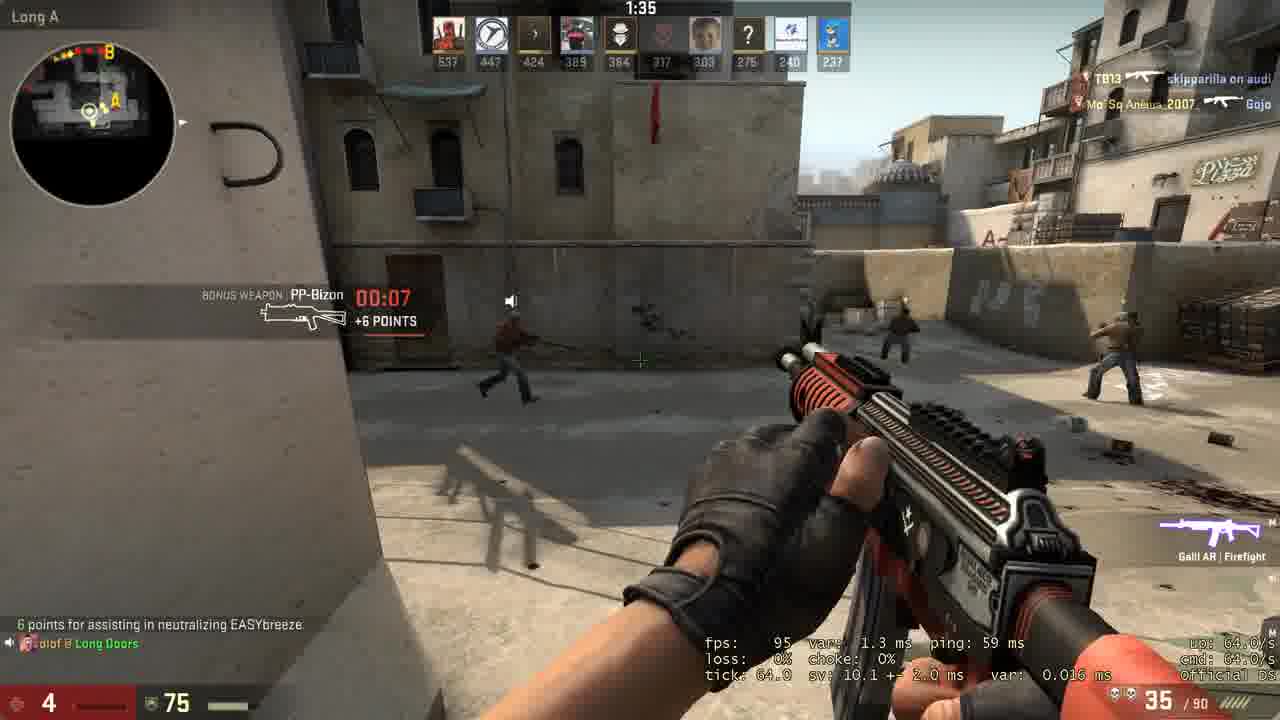 Long A
1:35
537 447 424 389 384 317 303 275 240 237
?
B
A
TB13 skipparilla on audi
Mo Sq Anema_2007_ Gojo
Pizza
A
BONUS WEAPON PP-Bizon
00:07
+6 POINTS
Galil AR | Firefight
6 points for assisting in neutralizing EASYbreeze
olof @ Long Doors
fps: 95 var: 1.3 ms ping: 59 ms
loss: 0% choke: 0%
tick: 64.0 sv: 10.1 +- 2.0 ms var: 0.016 ms
up: 64.0/s
cmd: 64.0/s
Official DS
4
75
35 / 90